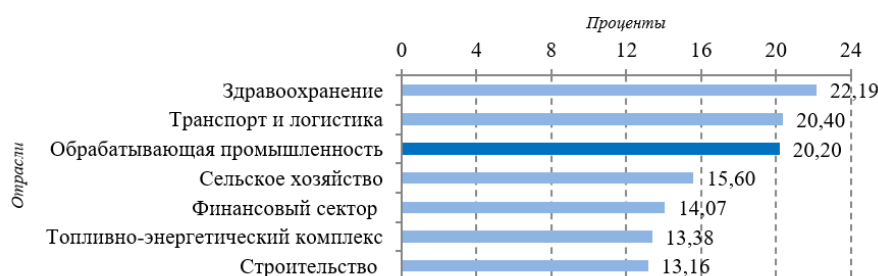 Проценты
0 4 8 12 16 20 24
Здравоохранение 22,19
Транспорт и логистика 20,40
Обрабатывающая промышленность 20,20
Сельское хозяйство 15,60
Финансовый сектор 14,07
Топливно-энергетический комплекс 13,38
Строительство 13,16
Отрасли